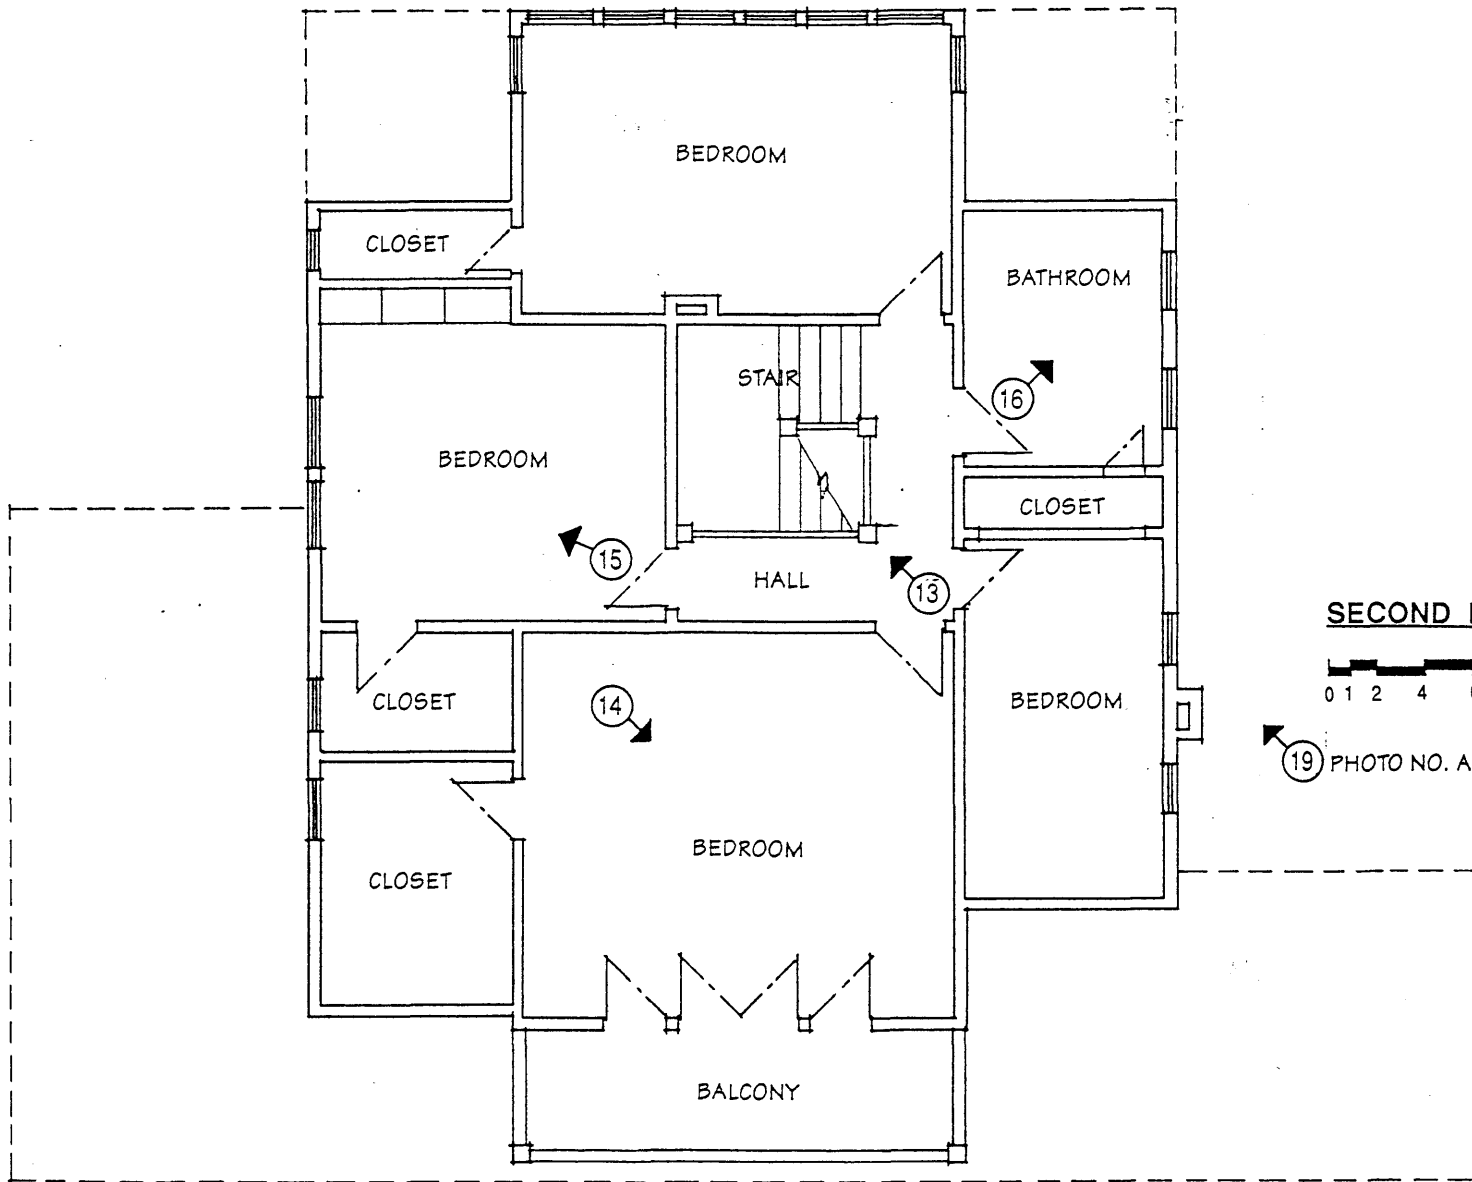 BEDROOM
CLOSET
BATHROOM
STAIR
16
BEDROOM
CLOSET
15
HALL
13
SECOND
0 1 2 4
CLOSET
14
BEDROOM
19 PHOTO NO. A
BEDROOM
CLOSET
BALCONY